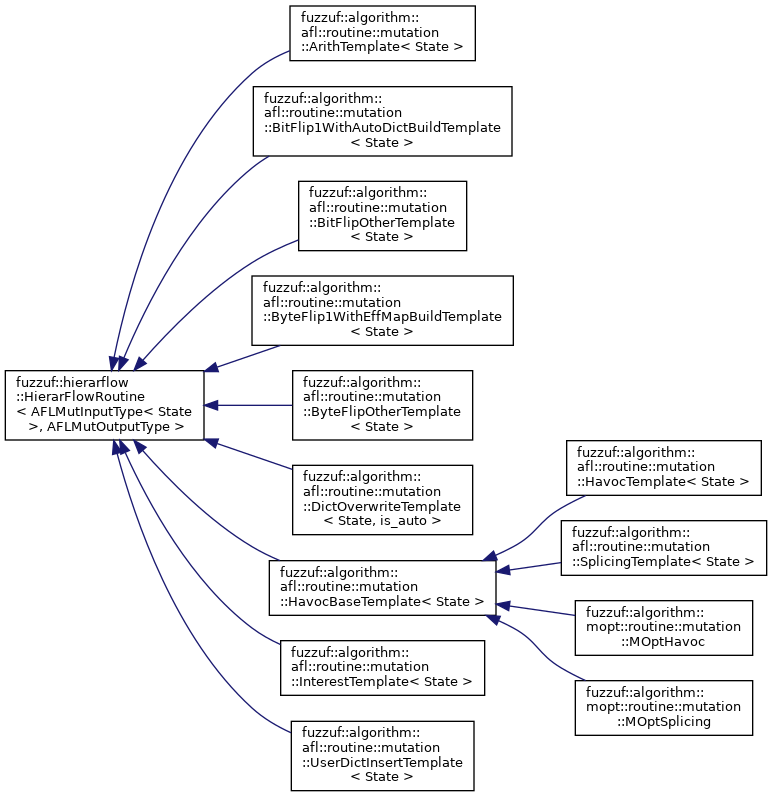 fuzzuf::algorithm::
afl::routine::mutation
::ArithTemplate< State >
fuzzuf::algorithm::
afl::routine::mutation
::BitFlip1WithAutoDictBuildTemplate
< State >
fuzzuf::algorithm::
afl::routine::mutation
::BitFlipOtherTemplate
< State >
fuzzuf::algorithm::
afl::routine::mutation
::ByteFlip1WithEffMapBuildTemplate
< State >
fuzzuf::hierarflow
::HierarFlowRoutine
< AFLMutInputType< State
>, AFLMutOutputType >
fuzzuf::algorithm::
afl::routine::mutation
::ByteFlipOtherTemplate
< State >
fuzzuf::algorithm::
afl::routine::mutation
::DictOverwriteTemplate
< State, is_auto >
fuzzuf::algorithm::
afl::routine::mutation
::HavocTemplate< State >
fuzzuf::algorithm::
afl::routine::mutation
::SplicingTemplate< State >
fuzzuf::algorithm::
afl::routine::mutation
::HavocBaseTemplate< State >
fuzzuf::algorithm::
mopt::routine::mutation
::MOptHavoc
fuzzuf::algorithm::
afl::routine::mutation
::InterestTemplate< State >
fuzzuf::algorithm::
mopt::routine::mutation
::MOptSplicing
fuzzuf::algorithm::
afl::routine::mutation
::UserDictInsertTemplate
< State >